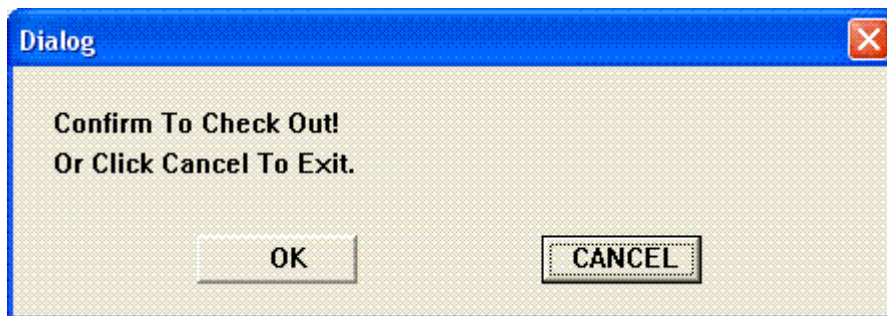 Dialog
Confirm To Check Out!
Or Click Cancel To Exit.
OK
CANCEL